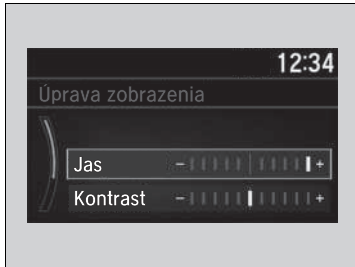 12:34
Úprava zobrazenia
Jas - +
Kontrast - +